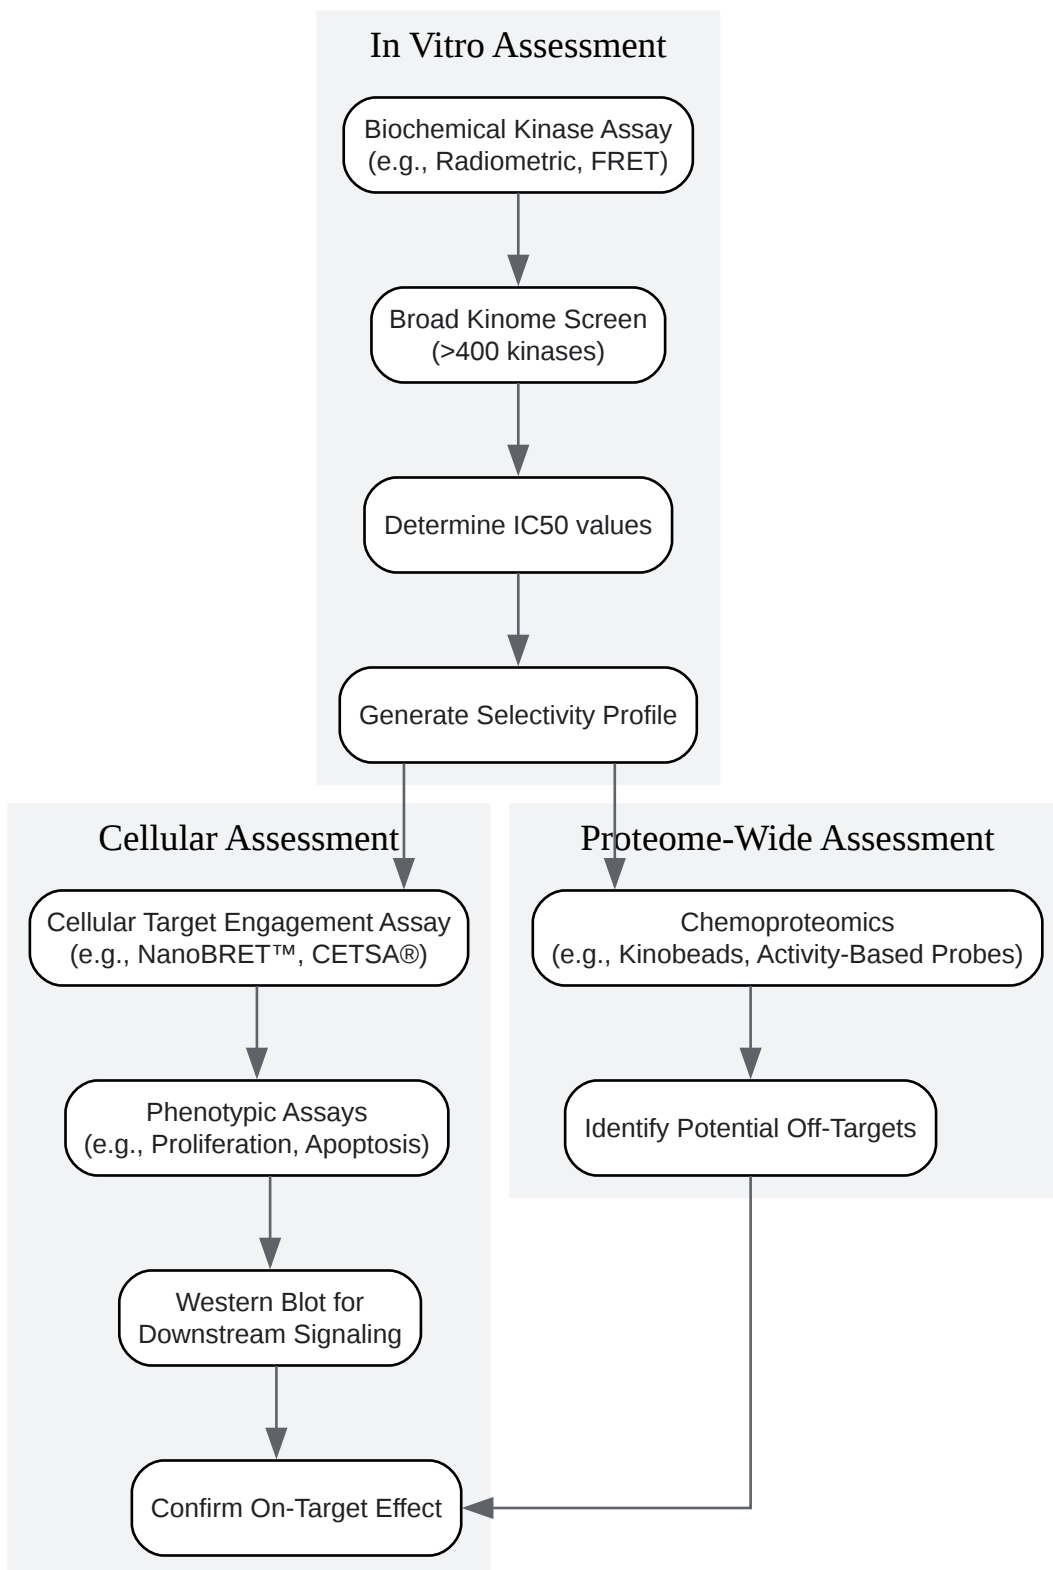 In Vitro Assessment
Biochemical Kinase Assay
(e.g., Radiometric, FRET)
Broad Kinome Screen
(>400 kinases)
Determine IC50 values
Generate Selectivity Profile
Cellular Assessment
Cellular Target Engagement Assay
(e.g., NanoBRET™, CETSA®)
Phenotypic Assays
(e.g., Proliferation, Apoptosis)
Western Blot for
Downstream Signaling
Confirm On-Target Effect
Proteome-Wide Assessment
Chemoproteomics
(e.g., Kinobeads, Activity-Based Probes)
Identify Potential Off-Targets